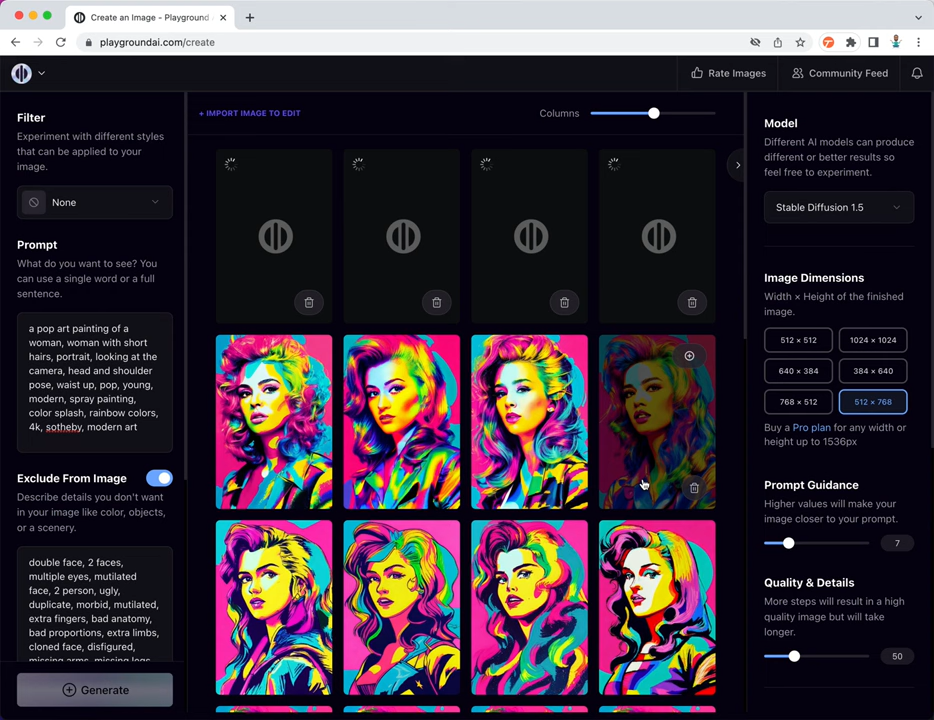 Create an Image - Playground
playgroundai.com/create
Rate Images
Community Feed
Filter
Experiment with different styles
that can be applied to your
image.
None
Prompt
What do you want to see? You
can use a single word or a full
sentence.
a pop art painting of a
woman, woman with short
hairs, portrait, looking at the
camera, head and shoulder
pose, waist up, pop, young,
modern, spray painting,
color splash, rainbow colors,
4k, sotheby, modern art
Exclude From Image
Describe details you don't want
in your image like color, objects,
or a scenery.
double face, 2 faces,
multiple eyes, mutilated
face, 2 person, ugly,
duplicate, morbid, mutilated,
extra fingers, bad anatomy,
bad proportions, extra limbs,
cloned face, disfigured,
missing arms, missing legs,
Generate
+ IMPORT IMAGE TO EDIT
Columns
Model
Different AI models can produce
different or better results so
feel free to experiment.
Stable Diffusion 1.5
Image Dimensions
Width × Height of the finished
image.
512 × 512
1024 × 1024
640 × 384
384 × 640
768 × 512
512 × 768
Buy a Pro plan for any width or
height up to 1536px
Prompt Guidance
Higher values will make your
image closer to your prompt.
7
Quality & Details
More steps will result in a high
quality image but will take
longer.
50